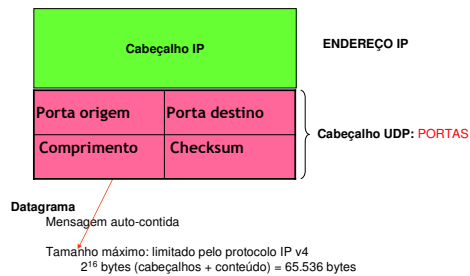 Cabeçalho IP
ENDEREÇO IP
Porta origem
Porta destino
Comprimento
Checksum
Cabeçalho UDP: PORTAS
Datagrama
Mensagem auto-contida
Tamanho máximo: limitado pelo protocolo IP v4
2¹⁶ bytes (cabeçalhos + conteúdo) = 65.536 bytes